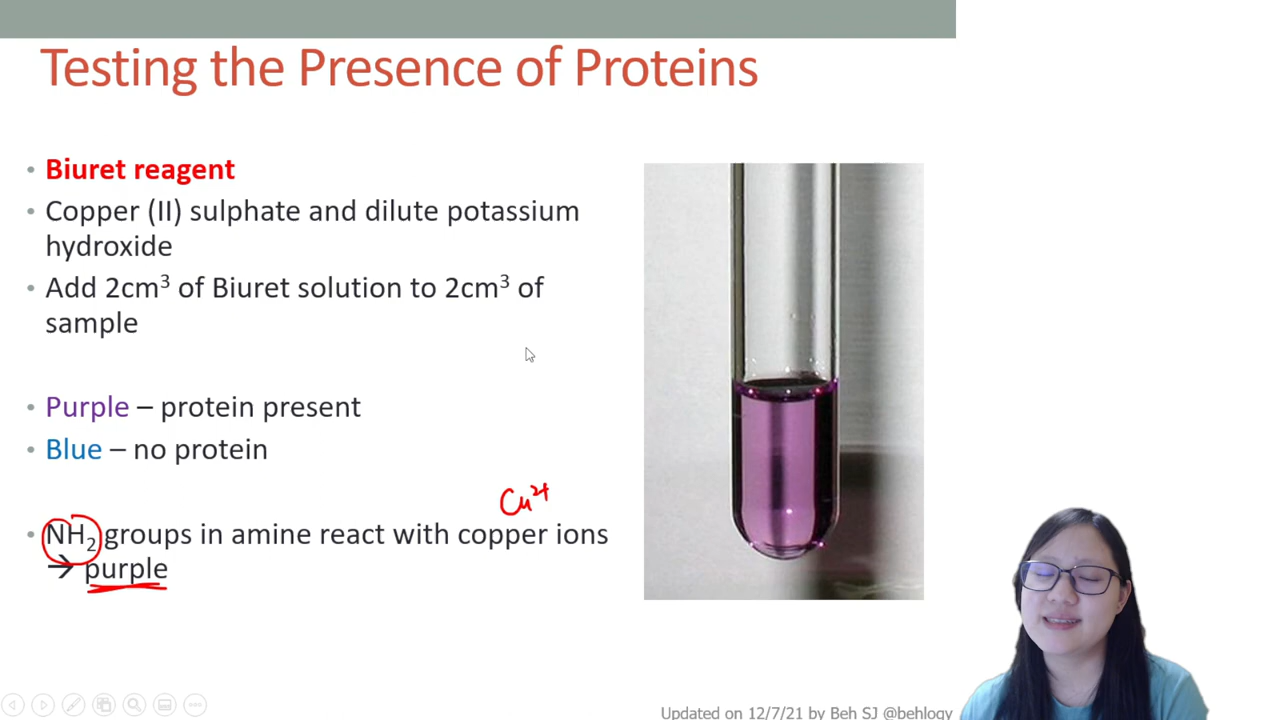 Testing the Presence of Proteins
• Biuret reagent
• Copper (II) sulphate and dilute potassium
hydroxide
• Add 2cm³ of Biuret solution to 2cm³ of
sample
• Purple – protein present
• Blue – no protein
Cu²⁺
• NH₂ groups in amine react with copper ions
→ purple
Updated on 12/7/21 by Beh SJ @behlogy